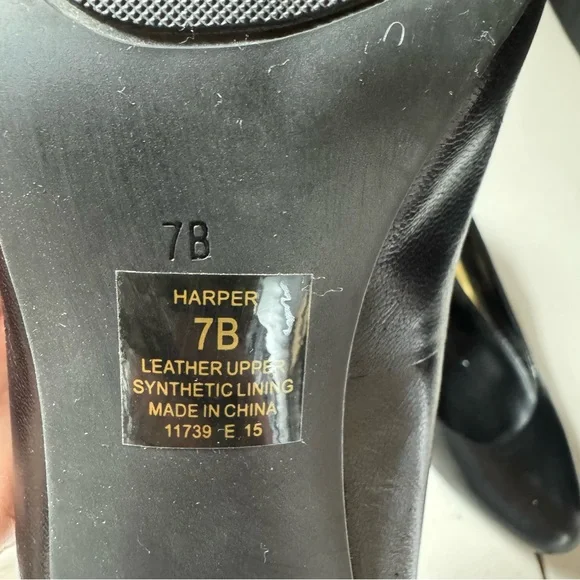 7B
HARPER
7B
LEATHER UPPER
SYNTHETIC LINING
MADE IN CHINA
11739 E 15